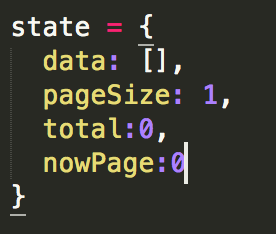 state = {
  data: [],
  pageSize: 1,
  total:0,
  nowPage:0
}